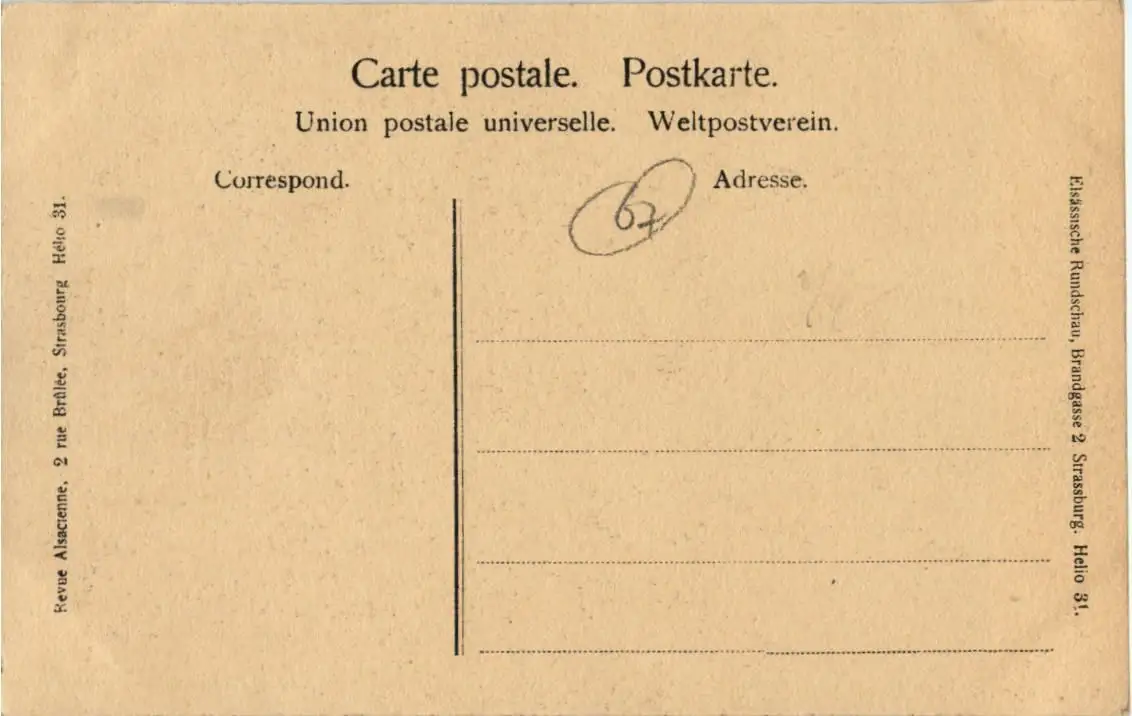 Carte postale. Postkarte.
Union postale universelle. Weltpostverein.
Correspond.
Adresse.
67
Revue Alsacienne, 2 rue Brûlée, Strasbourg Hélio 31.
Elsässische Rundschau, Brandgasse 2 Strassburg. Helio 31.